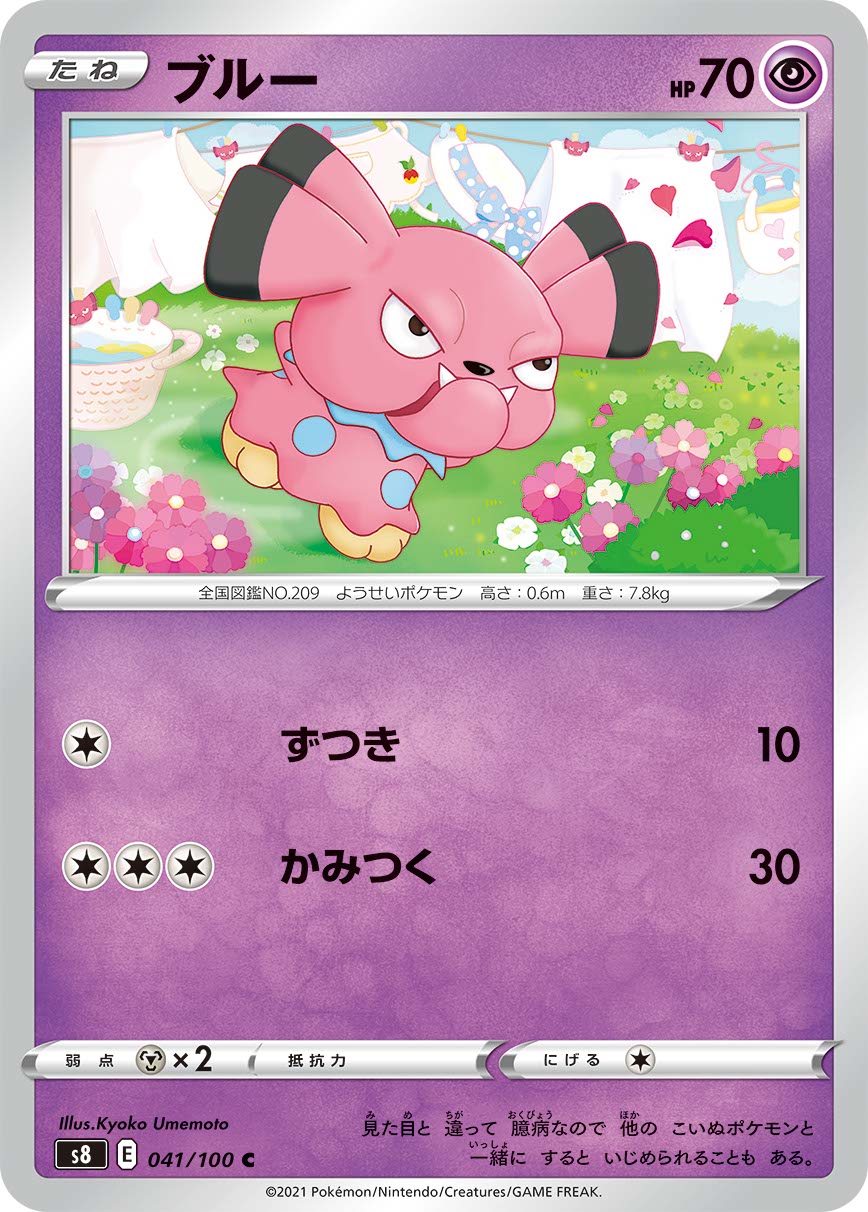 たね ブルー HP70
全国図鑑NO.209 ようせいポケモン 高さ:0.6m 重さ:7.8kg
ずつき 10
かみつく 30
弱点 ×2 抵抗力 にげる
Illus.Kyoko Umemoto
見た目と 違って 臆病なので 他の こいぬポケモンと
一緒に すると いじめられることも ある。
s8 E 041/100 C
©2021 Pokémon/Nintendo/Creatures/GAME FREAK.